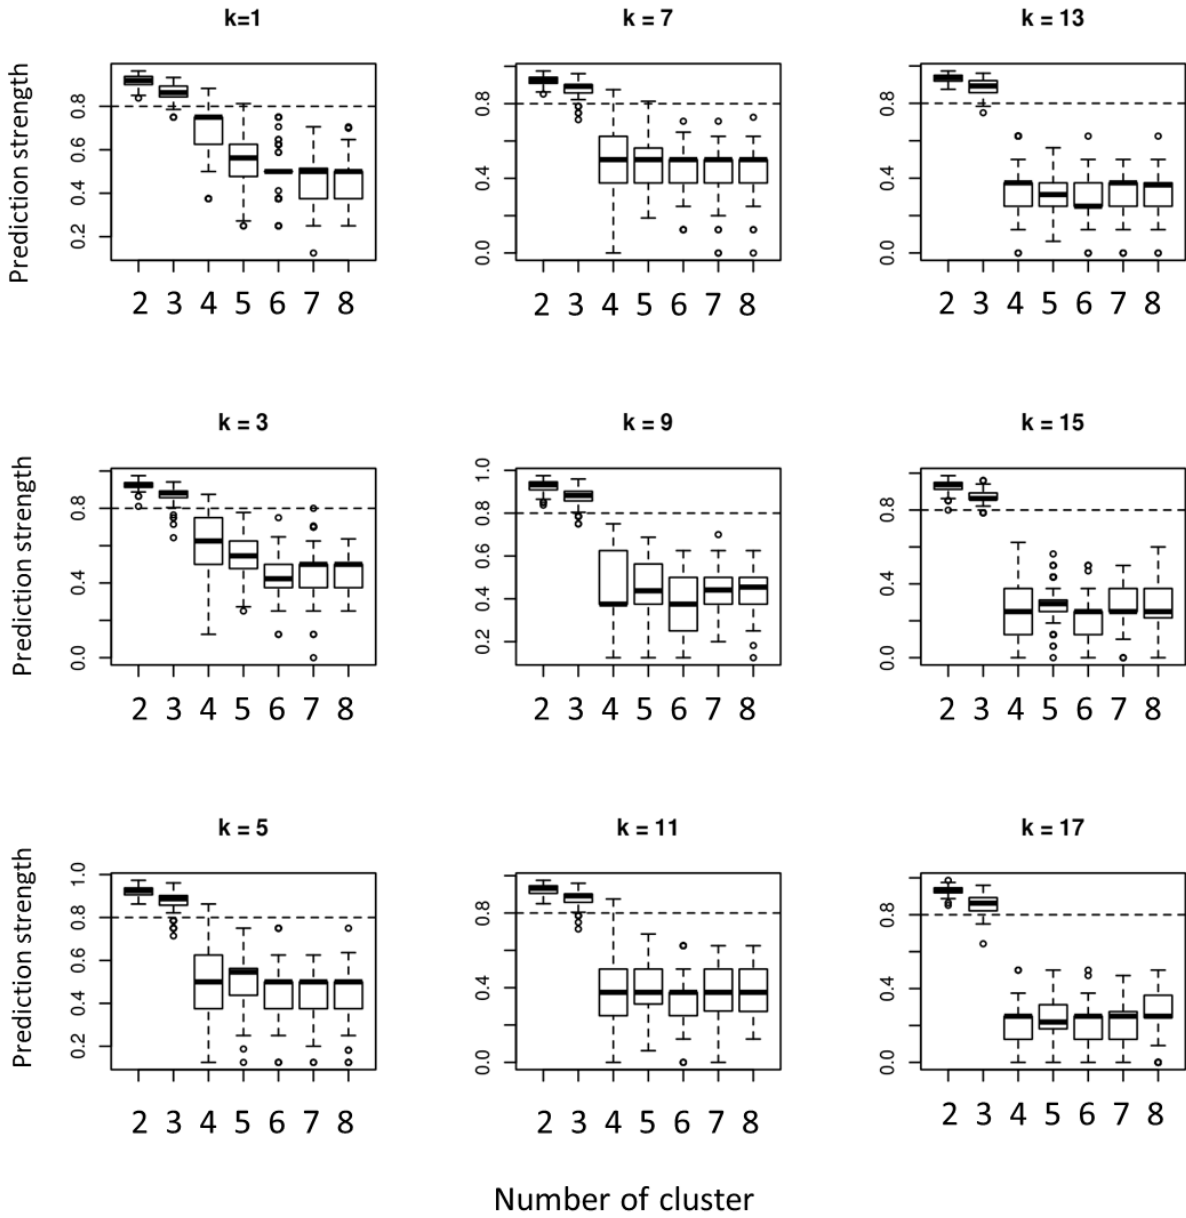 k=1
k = 7
k = 13
Prediction strength
0.8
0.6
0.4
0.2
0.8
0.4
0.0
0.8
0.4
0.0
2 3 4 5 6 7 8
2 3 4 5 6 7 8
2 3 4 5 6 7 8
k = 3
k = 9
k = 15
Prediction strength
0.8
0.4
0.0
1.0
0.8
0.6
0.4
0.2
0.8
0.4
0.0
2 3 4 5 6 7 8
2 3 4 5 6 7 8
2 3 4 5 6 7 8
k = 5
k = 11
k = 17
Prediction strength
1.0
0.8
0.6
0.4
0.2
0.8
0.4
0.0
0.8
0.4
0.0
2 3 4 5 6 7 8
2 3 4 5 6 7 8
2 3 4 5 6 7 8
Number of cluster